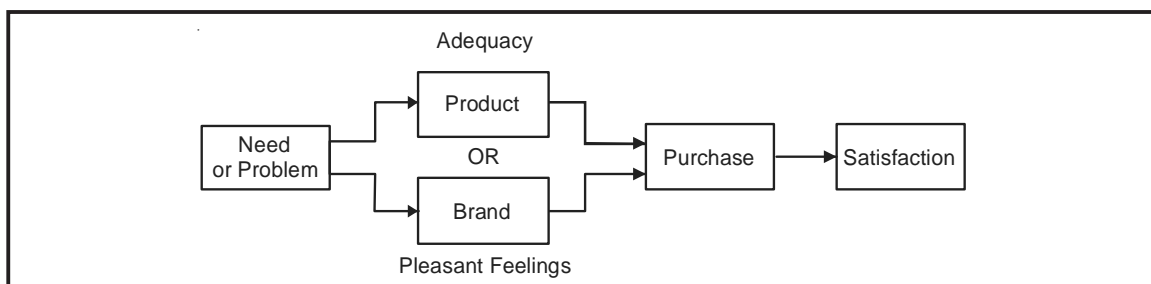 Adequacy
Product
Need
or Problem
OR
Purchase
Satisfaction
Brand
Pleasant Feelings